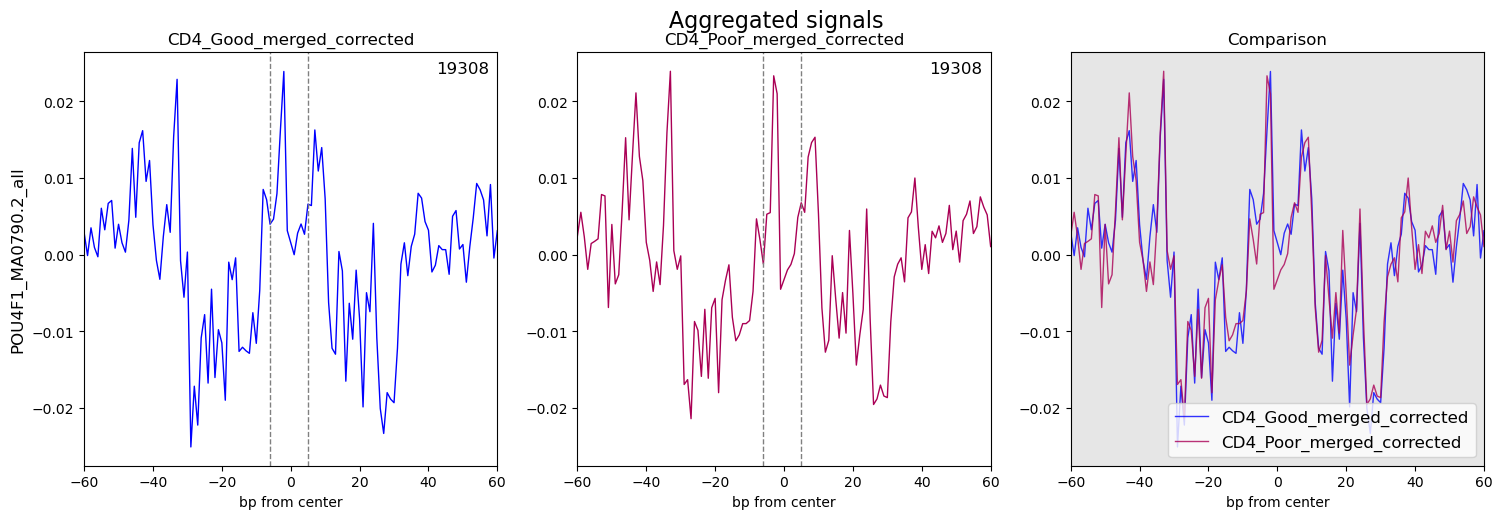 Aggregated signals
CD4_Good_merged_corrected
CD4_Poor_merged_corrected
Comparison
POU4F1_MA0790.2_all
19308
0.02
0.01
0.00
−0.01
−0.02
−60 −40 −20 0 20 40 60
bp from center
19308
0.02
0.01
0.00
−0.01
−0.02
−60 −40 −20 0 20 40 60
bp from center
0.02
0.01
0.00
−0.01
−0.02
CD4_Good_merged_corrected
CD4_Poor_merged_corrected
−60 −40 −20 0 20 40 60
bp from center